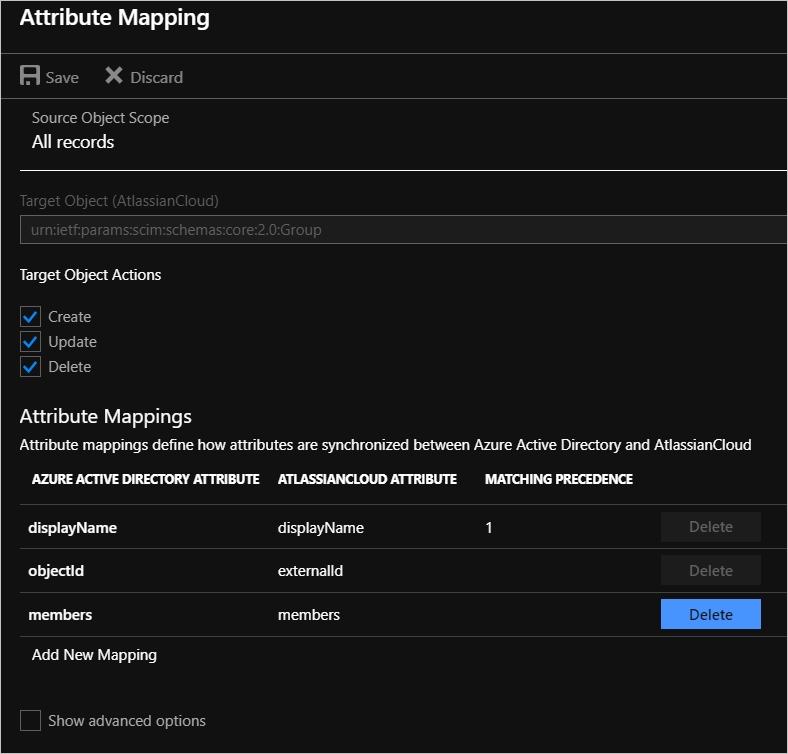 Attribute Mapping
Save Discard
Source Object Scope
All records
Target Object (AtlassianCloud)
urn:ietf:params:scim:schemas:core:2.0:Group
Target Object Actions
Create
Update
Delete
Attribute Mappings
Attribute mappings define how attributes are synchronized between Azure Active Directory and AtlassianCloud
AZURE ACTIVE DIRECTORY ATTRIBUTE ATLASSIANCLOUD ATTRIBUTE MATCHING PRECEDENCE
displayName displayName 1 Delete
objectId externalId Delete
members members Delete
Add New Mapping
Show advanced options